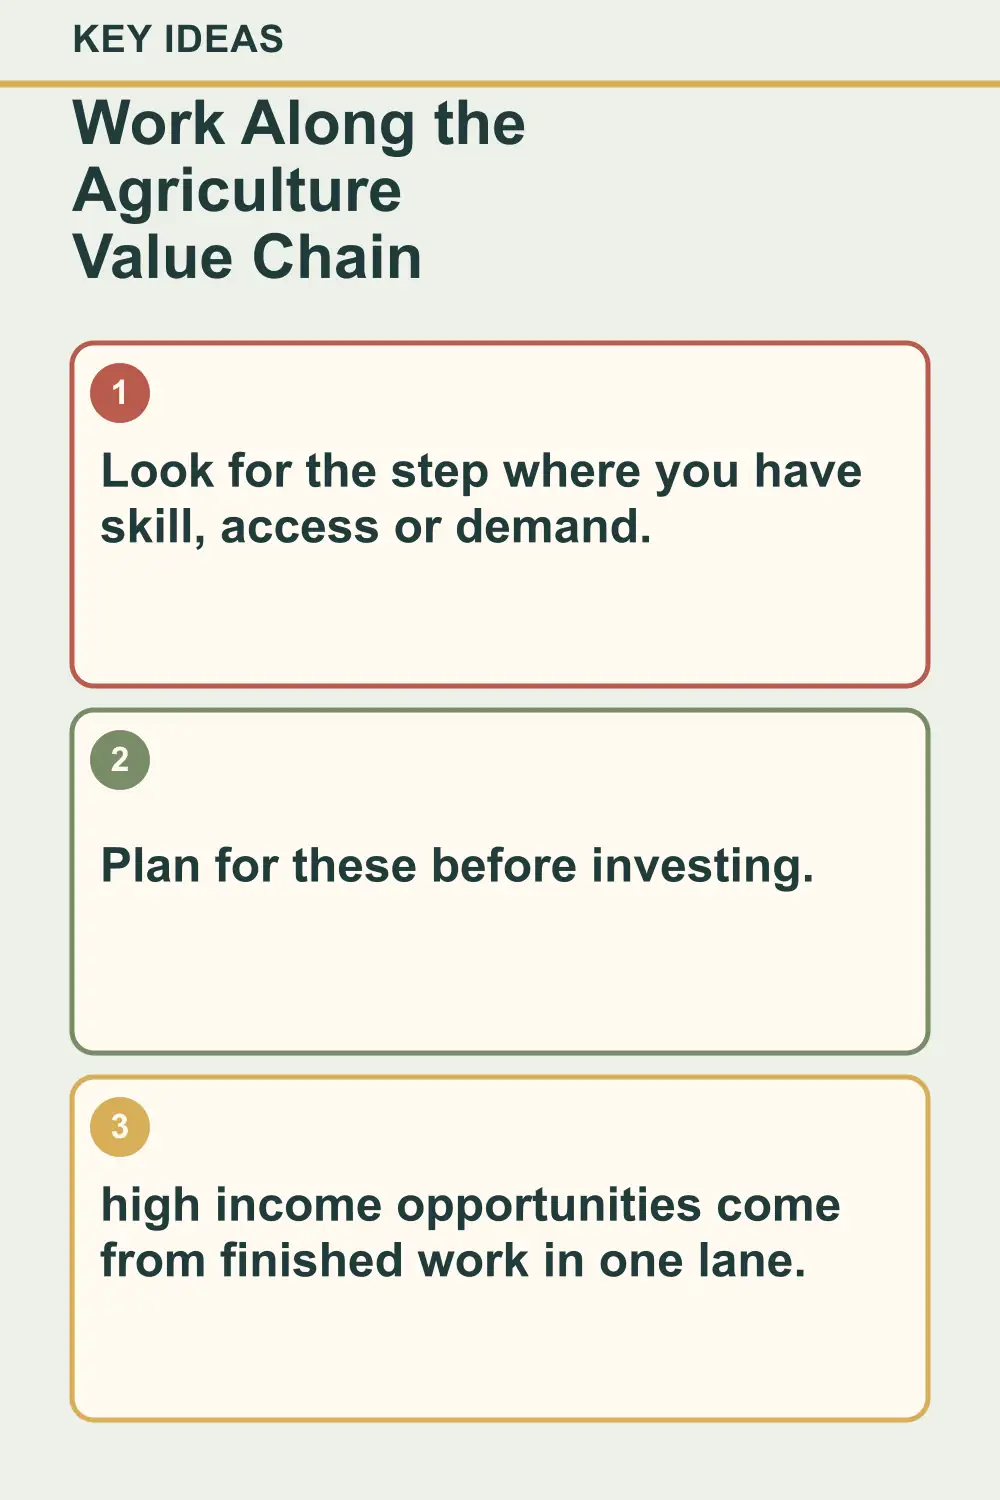 KEY IDEAS
Work Along the
Agriculture
Value Chain
1
Look for the step where you have
skill, access or demand.
2
Plan for these before investing.
3
high income opportunities come
from finished work in one lane.